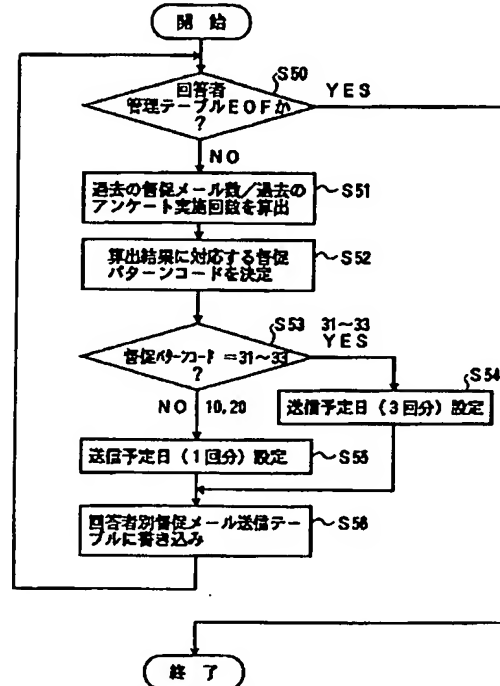 開 始
S50
回答者
管理テーブルEOFか
?
YES
NO
過去の督促メール数/過去の
アンケート実施回数を算出
S51
算出結果に対応する督促
パターンコードを決定
S52
S53
31〜33
YES
督促パターンコード=31〜33
?
S54
送信予定日(3回分)設定
NO
10,20
送信予定日(1回分)設定
S55
回答者別督促メール送信テー
ブルに書き込み
S56
終 了